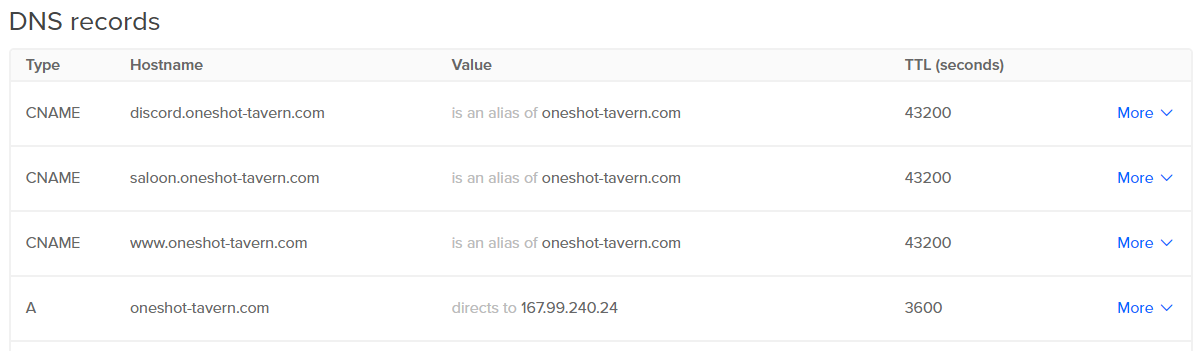 DNS records
Type Hostname Value TTL (seconds)
CNAME discord.oneshot-tavern.com is an alias of oneshot-tavern.com 43200 More
CNAME saloon.oneshot-tavern.com is an alias of oneshot-tavern.com 43200 More
CNAME www.oneshot-tavern.com is an alias of oneshot-tavern.com 43200 More
A oneshot-tavern.com directs to 167.99.240.24 3600 More